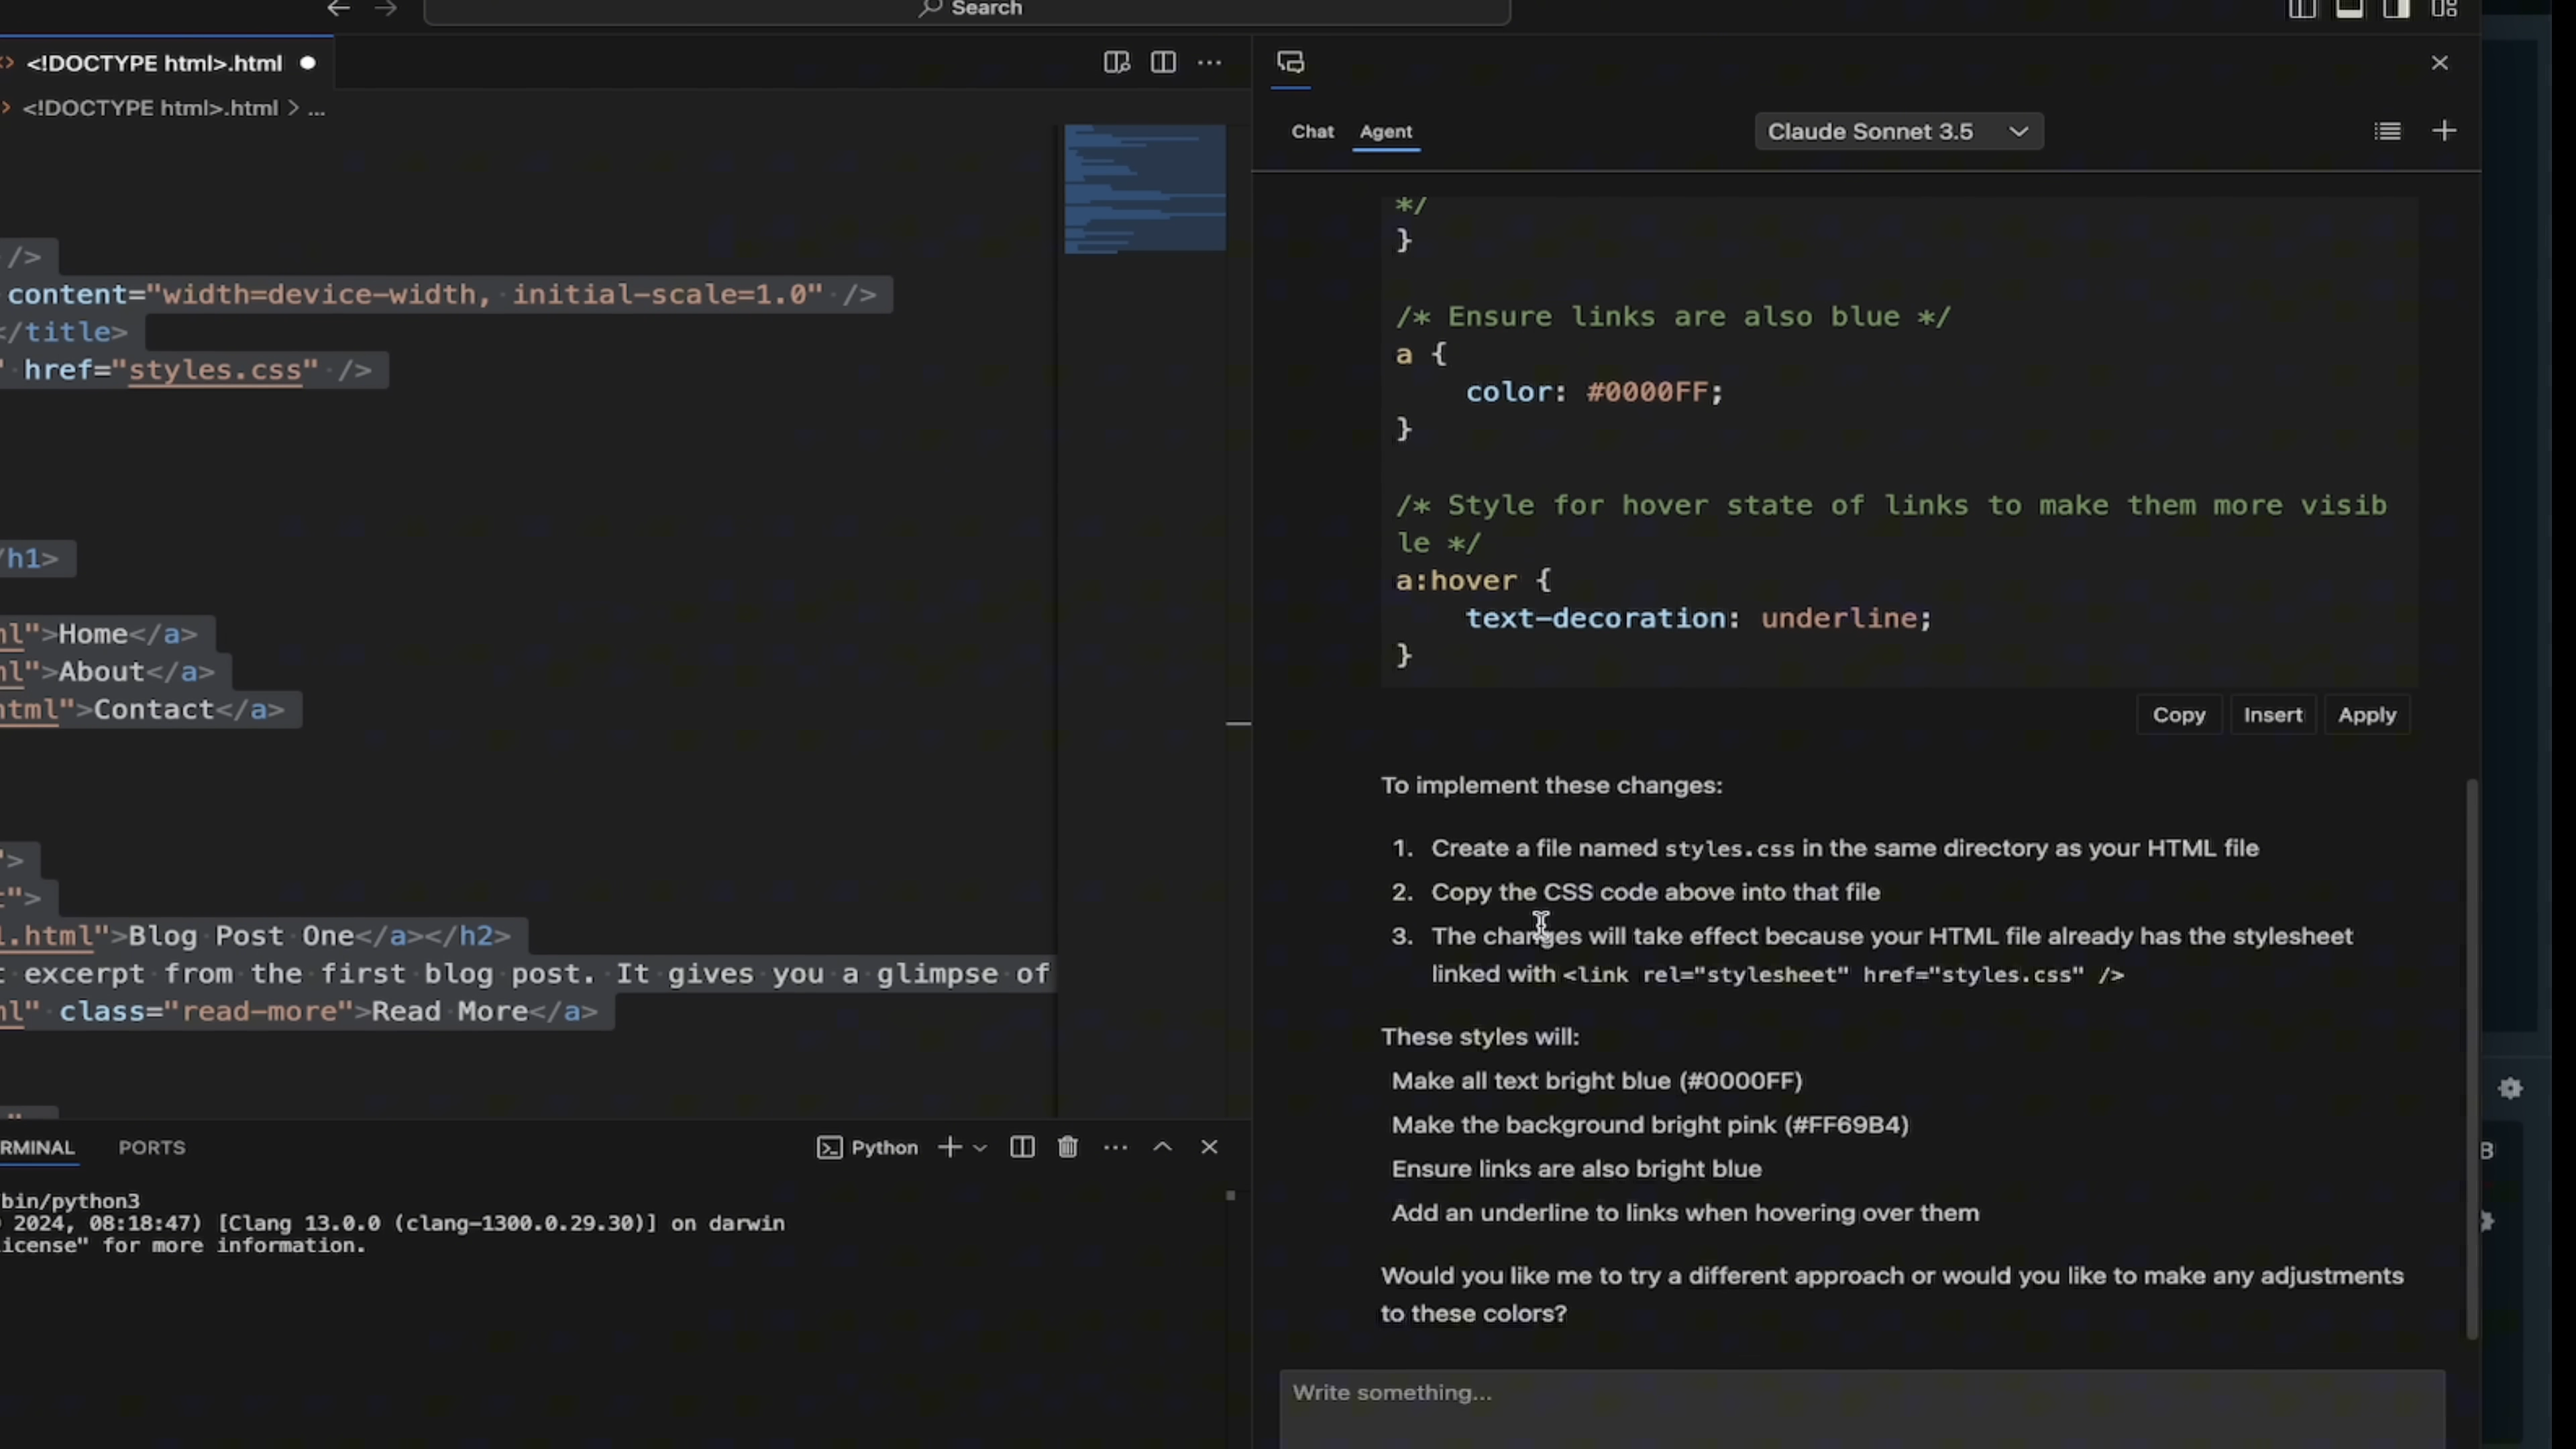 Search
<!DOCTYPE html>.html
<!DOCTYPE html>.html > ...
/>
content="width=device-width, initial-scale=1.0" />
</title>
" href="styles.css" />
/h1>
ml">Home</a>
ml">About</a>
html">Contact</a>
">
t">
1.html">Blog Post One</a></h2>
t excerpt from the first blog post. It gives you a glimpse of
ml" class="read-more">Read More</a>
RMINAL PORTS
Python
bin/python3
2024, 08:18:47) [Clang 13.0.0 (clang-1300.0.29.30)] on darwin
icense" for more information.
Chat Agent Claude Sonnet 3.5
*/
}
/* Ensure links are also blue */
a {
color: #0000FF;
}
/* Style for hover state of links to make them more visib
le */
a:hover {
text-decoration: underline;
}
Copy Insert Apply
To implement these changes:
1. Create a file named styles.css in the same directory as your HTML file
2. Copy the CSS code above into that file
3. The changes will take effect because your HTML file already has the stylesheet
linked with <link rel="stylesheet" href="styles.css" />
These styles will:
Make all text bright blue (#0000FF)
Make the background bright pink (#FF69B4)
Ensure links are also bright blue
Add an underline to links when hovering over them
Would you like me to try a different approach or would you like to make any adjustments
to these colors?
Write something...
B